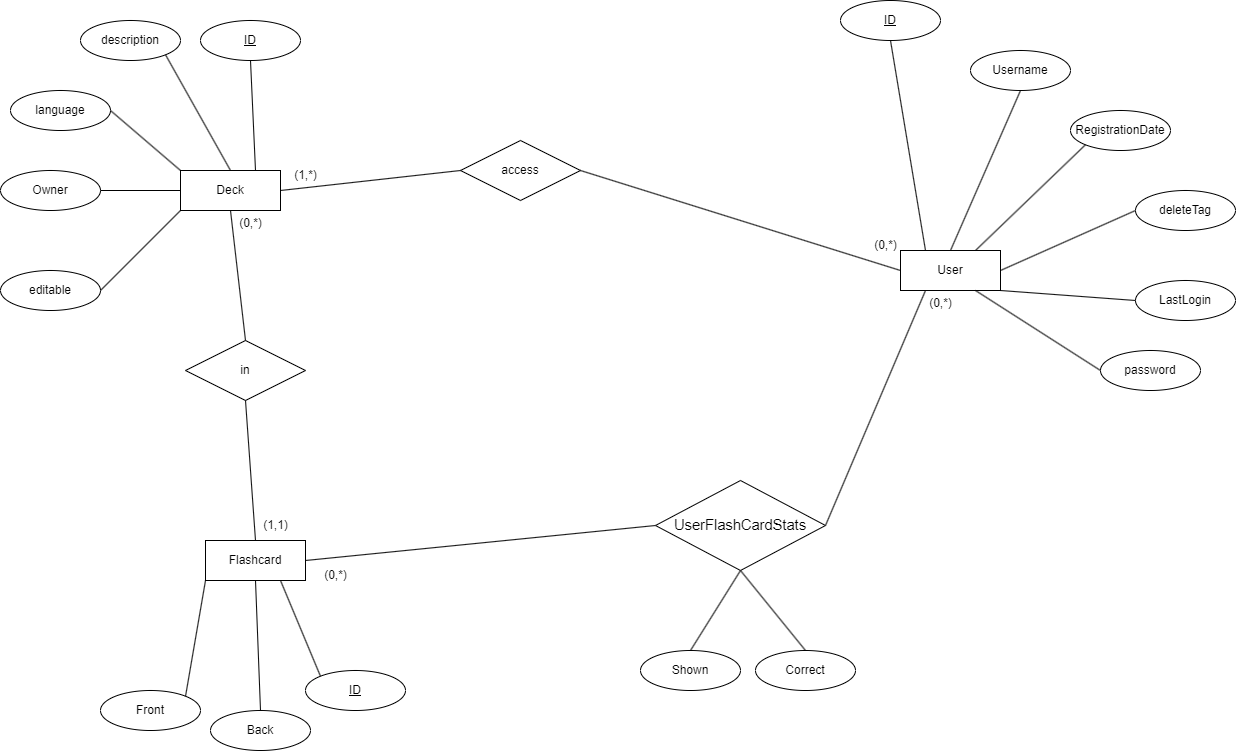 ID
description
ID
Username
language
RegistrationDate
access
(1,*)
Owner
Deck
deleteTag
(0,*)
(0,*)
User
editable
LastLogin
(0,*)
in
password
(1,1)
UserFlashCardStats
Flashcard
(0,*)
Shown
Correct
ID
Front
Back